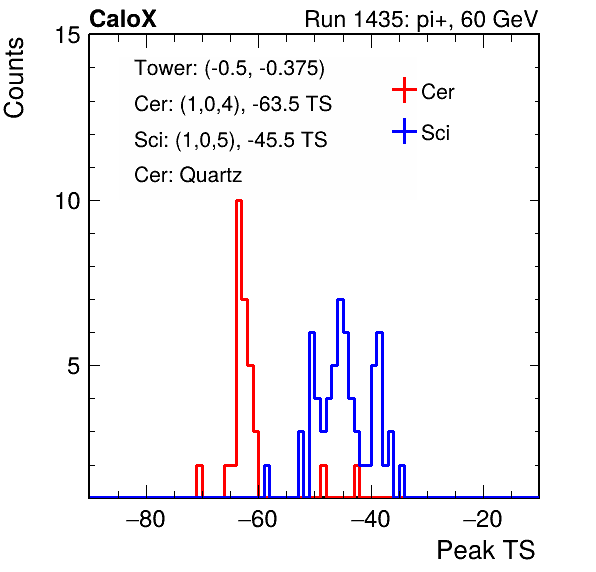 CaloX Run 1435: pi+, 60 GeV
Counts
15
Tower: (-0.5, -0.375)
Cer: (1,0,4), -63.5 TS
Sci: (1,0,5), -45.5 TS
Cer: Quartz
Cer
Sci
10
5
−80 −60 −40 −20
Peak TS